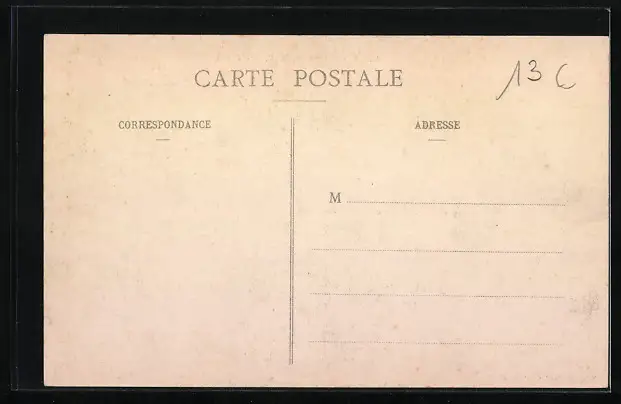 CARTE POSTALE
13 C
CORRESPONDANCE
ADRESSE
M